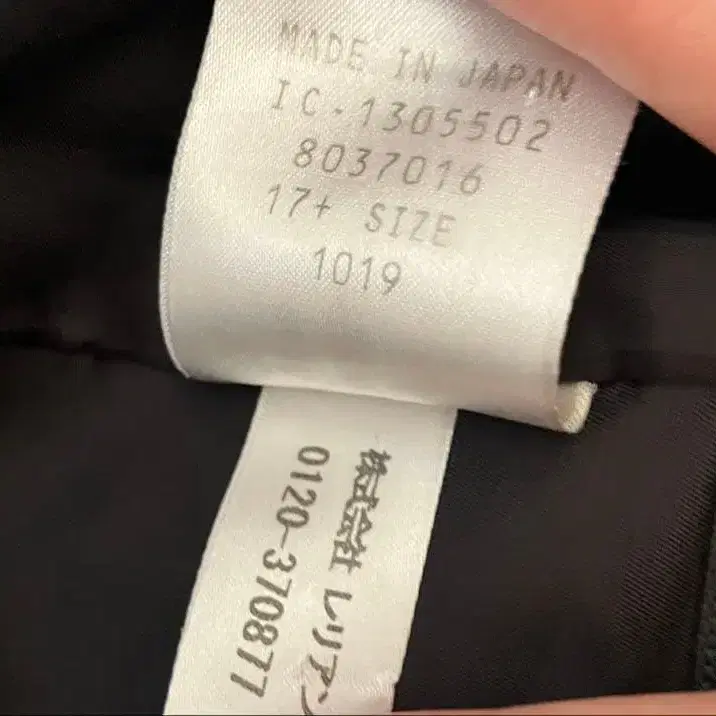 MADE IN JAPAN
IC-1305502
8037016
17+ SIZE
1019
株式会社 レリアン
0120-370877